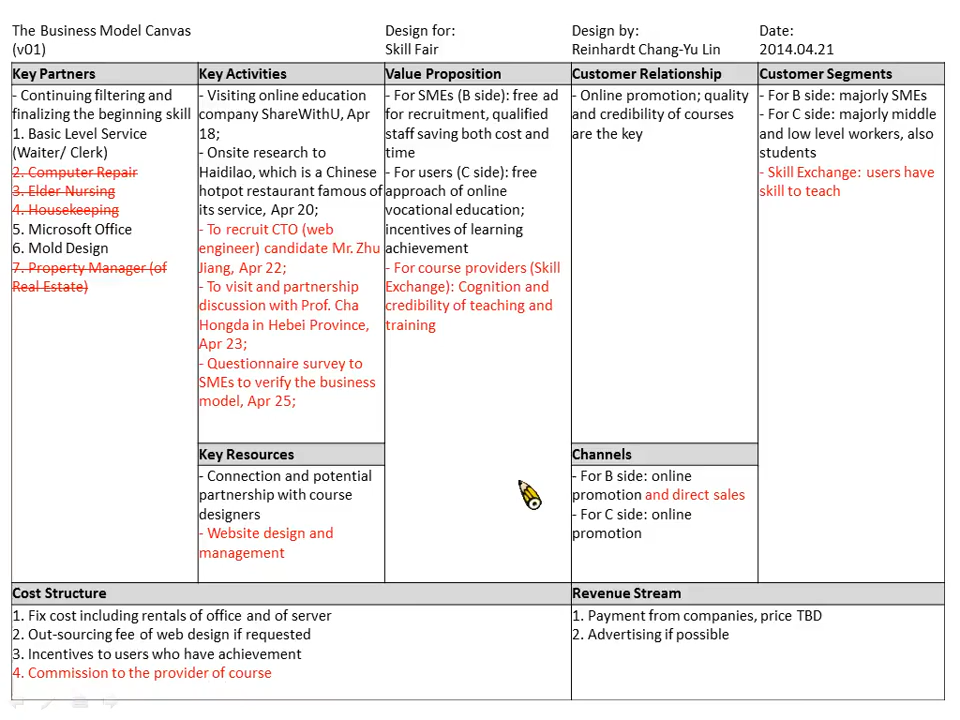 The Business Model Canvas
(v01)
Design for:
Skill Fair
Design by:
Reinhardt Chang-Yu Lin
Date:
2014.04.21
Key Partners
- Continuing filtering and
finalizing the beginning skill
1. Basic Level Service
(Waiter/ Clerk)
2. Computer Repair
3. Elder Nursing
4. Housekeeping
5. Microsoft Office
6. Mold Design
7. Property Manager (of
Real Estate)
Key Activities
- Visiting online education
company ShareWithU, Apr
18;
- Onsite research to
Haidilao, which is a Chinese
hotpot restaurant famous of
its service, Apr 20;
- To recruit CTO (web
engineer) candidate Mr. Zhu
Jiang, Apr 22;
- To visit and partnership
discussion with Prof. Cha
Hongda in Hebei Province,
Apr 23;
- Questionnaire survey to
SMEs to verify the business
model, Apr 25;
Key Resources
- Connection and potential
partnership with course
designers
- Website design and
management
Value Proposition
- For SMEs (B side): free ad
for recruitment, qualified
staff saving both cost and
time
- For users (C side): free
approach of online
vocational education;
incentives of learning
achievement
- For course providers (Skill
Exchange): Cognition and
credibility of teaching and
training
Customer Relationship
- Online promotion; quality
and credibility of courses
are the key
Channels
- For B side: online
promotion and direct sales
- For C side: online
promotion
Customer Segments
- For B side: majorly SMEs
- For C side: majorly middle
and low level workers, also
students
- Skill Exchange: users have
skill to teach
Cost Structure
1. Fix cost including rentals of office and of server
2. Out-sourcing fee of web design if requested
3. Incentives to users who have achievement
4. Commission to the provider of course
Revenue Stream
1. Payment from companies, price TBD
2. Advertising if possible